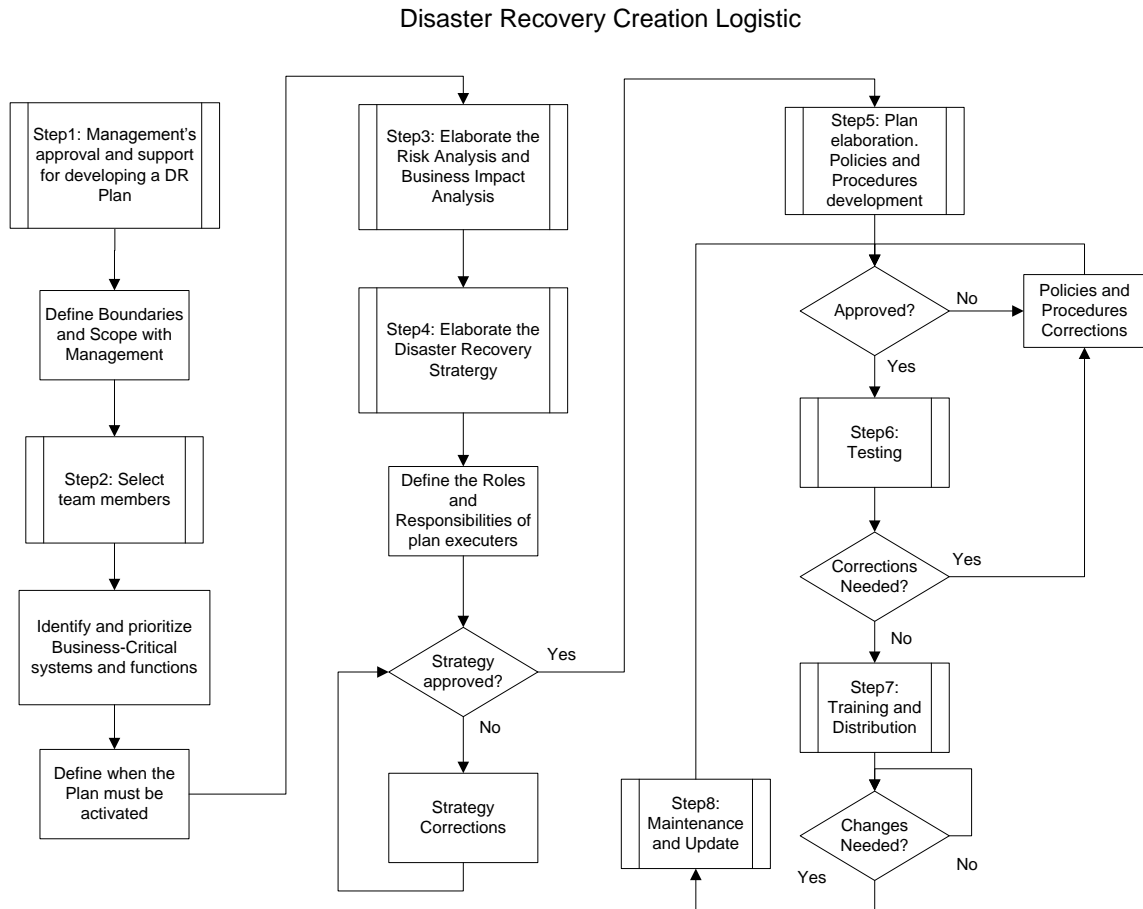 Disaster Recovery Creation Logistic
Step1: Management's
approval and support
for developing a DR
Plan
Define Boundaries
and Scope with
Management
Step2: Select
team members
Identify and prioritize
Business-Critical
systems and functions
Define when the
Plan must be
activated
Step3: Elaborate the
Risk Analysis and
Business Impact
Analysis
Step4: Elaborate the
Disaster Recovery
Stratergy
Define the Roles
and
Responsibilities of
plan executers
Strategy
approved?
Yes
No
Strategy
Corrections
Step5: Plan
elaboration.
Policies and
Procedures
development
Approved?
No
Policies and
Procedures
Corrections
Yes
Step6:
Testing
Corrections
Needed?
Yes
No
Step7:
Training and
Distribution
Changes
Needed?
No
Yes
Step8:
Maintenance
and Update